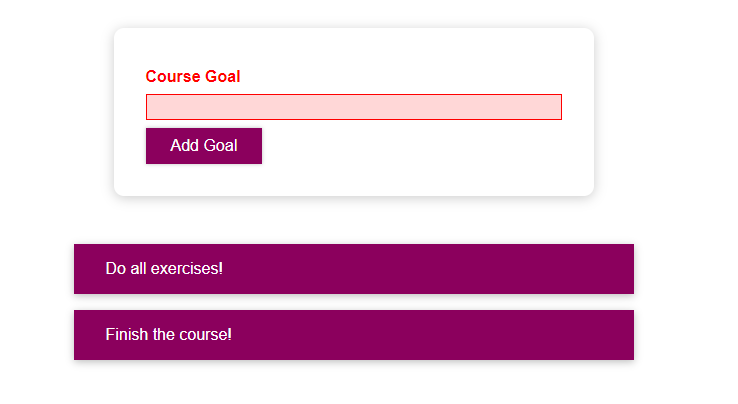 Course Goal
Add Goal
Do all exercises!
Finish the course!